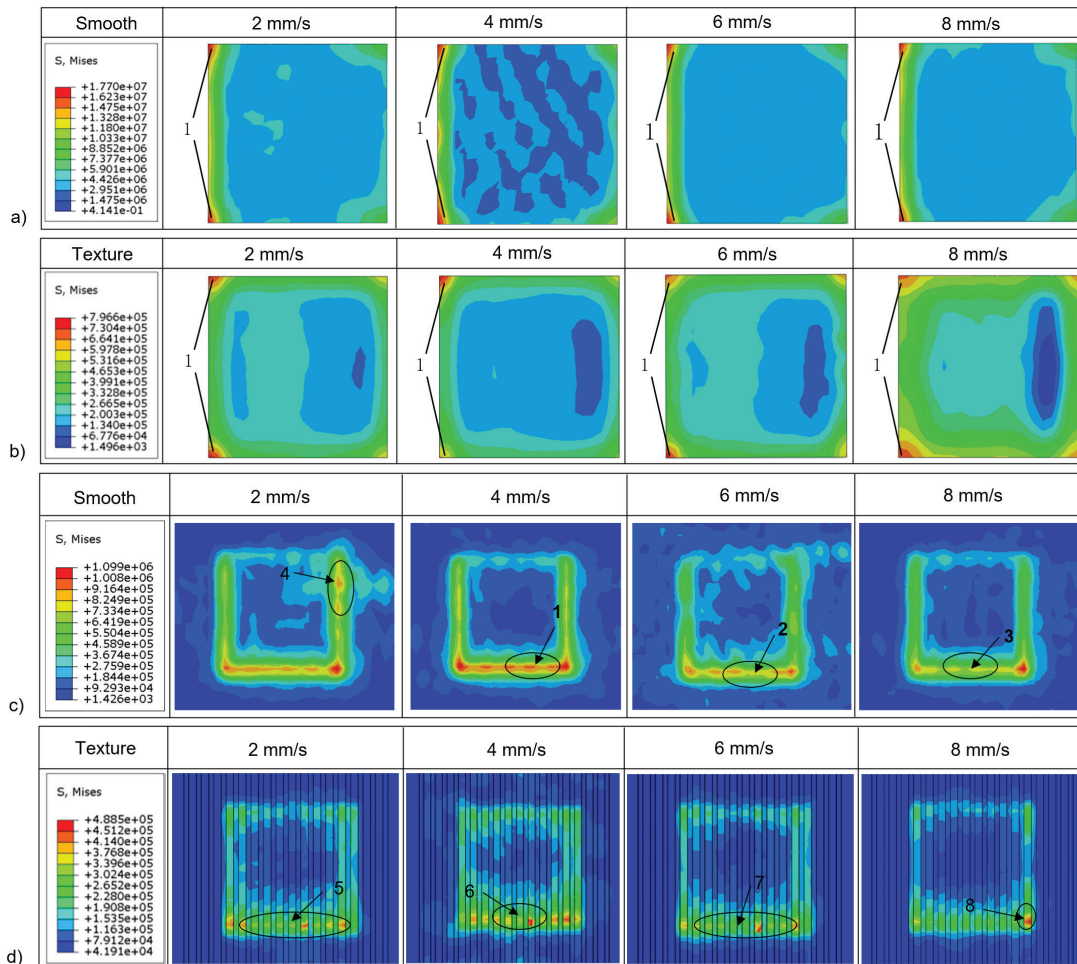 Smooth 2 mm/s 4 mm/s 6 mm/s 8 mm/s
S, Mises
+1.770e+07
+1.623e+07
+1.475e+07
+1.328e+07
+1.180e+07
+1.033e+07
+8.852e+06
+7.377e+06
+5.901e+06
+4.426e+06
+2.951e+06
+1.475e+06
+4.141e-01
1 1 1 1
a)
Texture 2 mm/s 4 mm/s 6 mm/s 8 mm/s
S, Mises
+7.966e+05
+7.304e+05
+6.641e+05
+5.978e+05
+5.316e+05
+4.653e+05
+3.991e+05
+3.328e+05
+2.665e+05
+2.003e+05
+1.340e+05
+6.776e+04
+1.496e+03
1 1 1 1
b)
Smooth 2 mm/s 4 mm/s 6 mm/s 8 mm/s
S, Mises
+1.099e+06
+1.008e+06
+9.164e+05
+8.249e+05
+7.334e+05
+6.419e+05
+5.504e+05
+4.589e+05
+3.674e+05
+2.759e+05
+1.844e+05
+9.293e+04
+1.426e+03
4 1 2 3
c)
Texture 2 mm/s 4 mm/s 6 mm/s 8 mm/s
S, Mises
+4.885e+05
+4.512e+05
+4.140e+05
+3.768e+05
+3.396e+05
+3.024e+05
+2.652e+05
+2.280e+05
+1.908e+05
+1.535e+05
+1.163e+05
+7.912e+04
+4.191e+04
5 6 7 8
d)